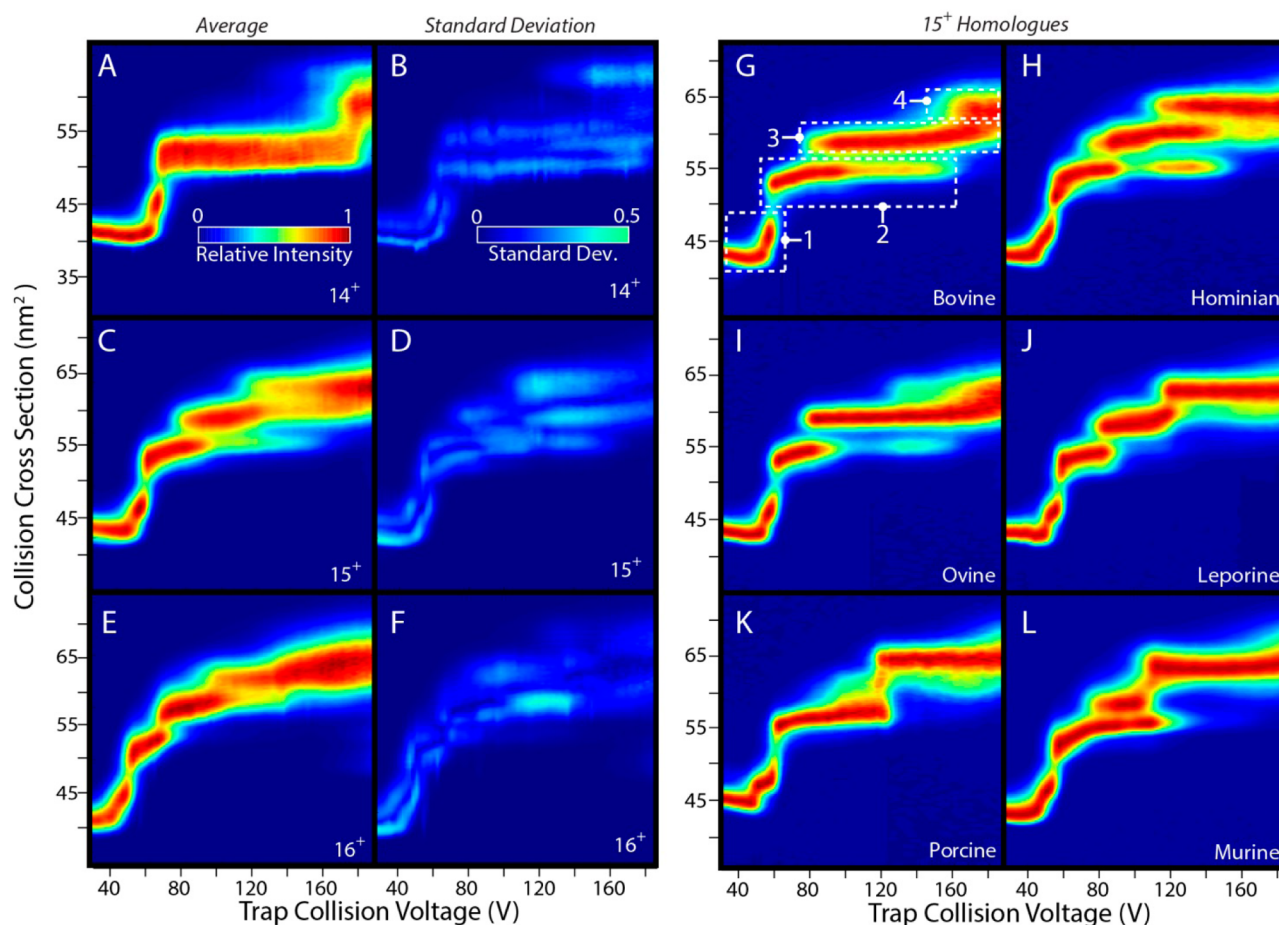 Average
Standard Deviation
15+ Homologues
A
B
G
H
65
55
45
35
0
1
Relative Intensity
14+
0
0.5
Standard Dev.
14+
65
55
45
4
3
2
1
Bovine
Hominian
C
D
I
J
65
55
45
15+
15+
65
55
45
Ovine
Leporine
E
F
K
L
65
55
45
16+
16+
65
55
45
Porcine
Murine
40 80 120 160
40 80 120 160
40 80 120 160
40 80 120 160
Trap Collision Voltage (V)
Trap Collision Voltage (V)
Collision Cross Section (nm²)